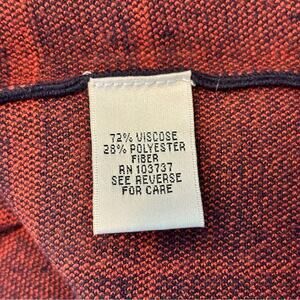 72% VISCOSE
28% POLYESTER
FIBER
RN 103737
SEE REVERSE
FOR CARE